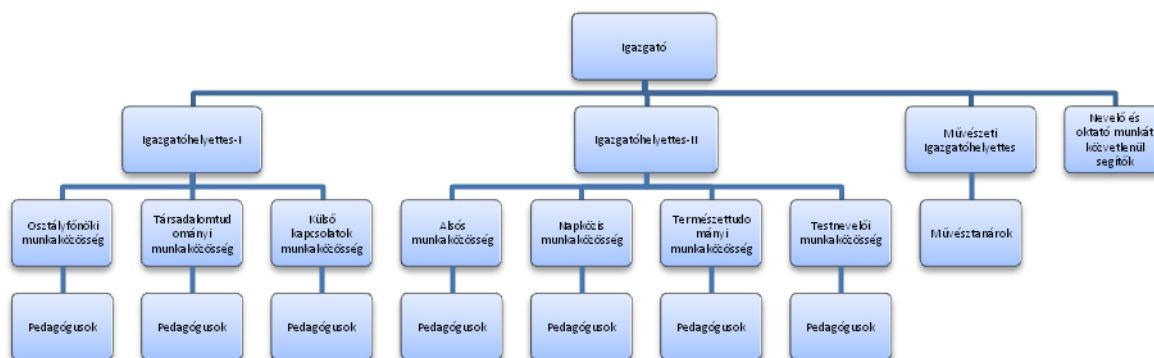 Igazgató
Igazgatóhelyettes-I
Igazgatóhelyettes-II
Művészeti
Igazgatóhelyettes
Nevelő és
oktató munkát
közvetlenül
segítők
Osztályfőnöki
munkaközösség
Társadalomtud
ományi
munkaközösség
Külső
kapcsolatok
munkaközösség
Alsós
munkaközösség
Napközis
munkaközösség
Természettudo
mányi
munkaközösség
Testnevelői
munkaközösség
Művésztanárok
Pedagógusok
Pedagógusok
Pedagógusok
Pedagógusok
Pedagógusok
Pedagógusok
Pedagógusok